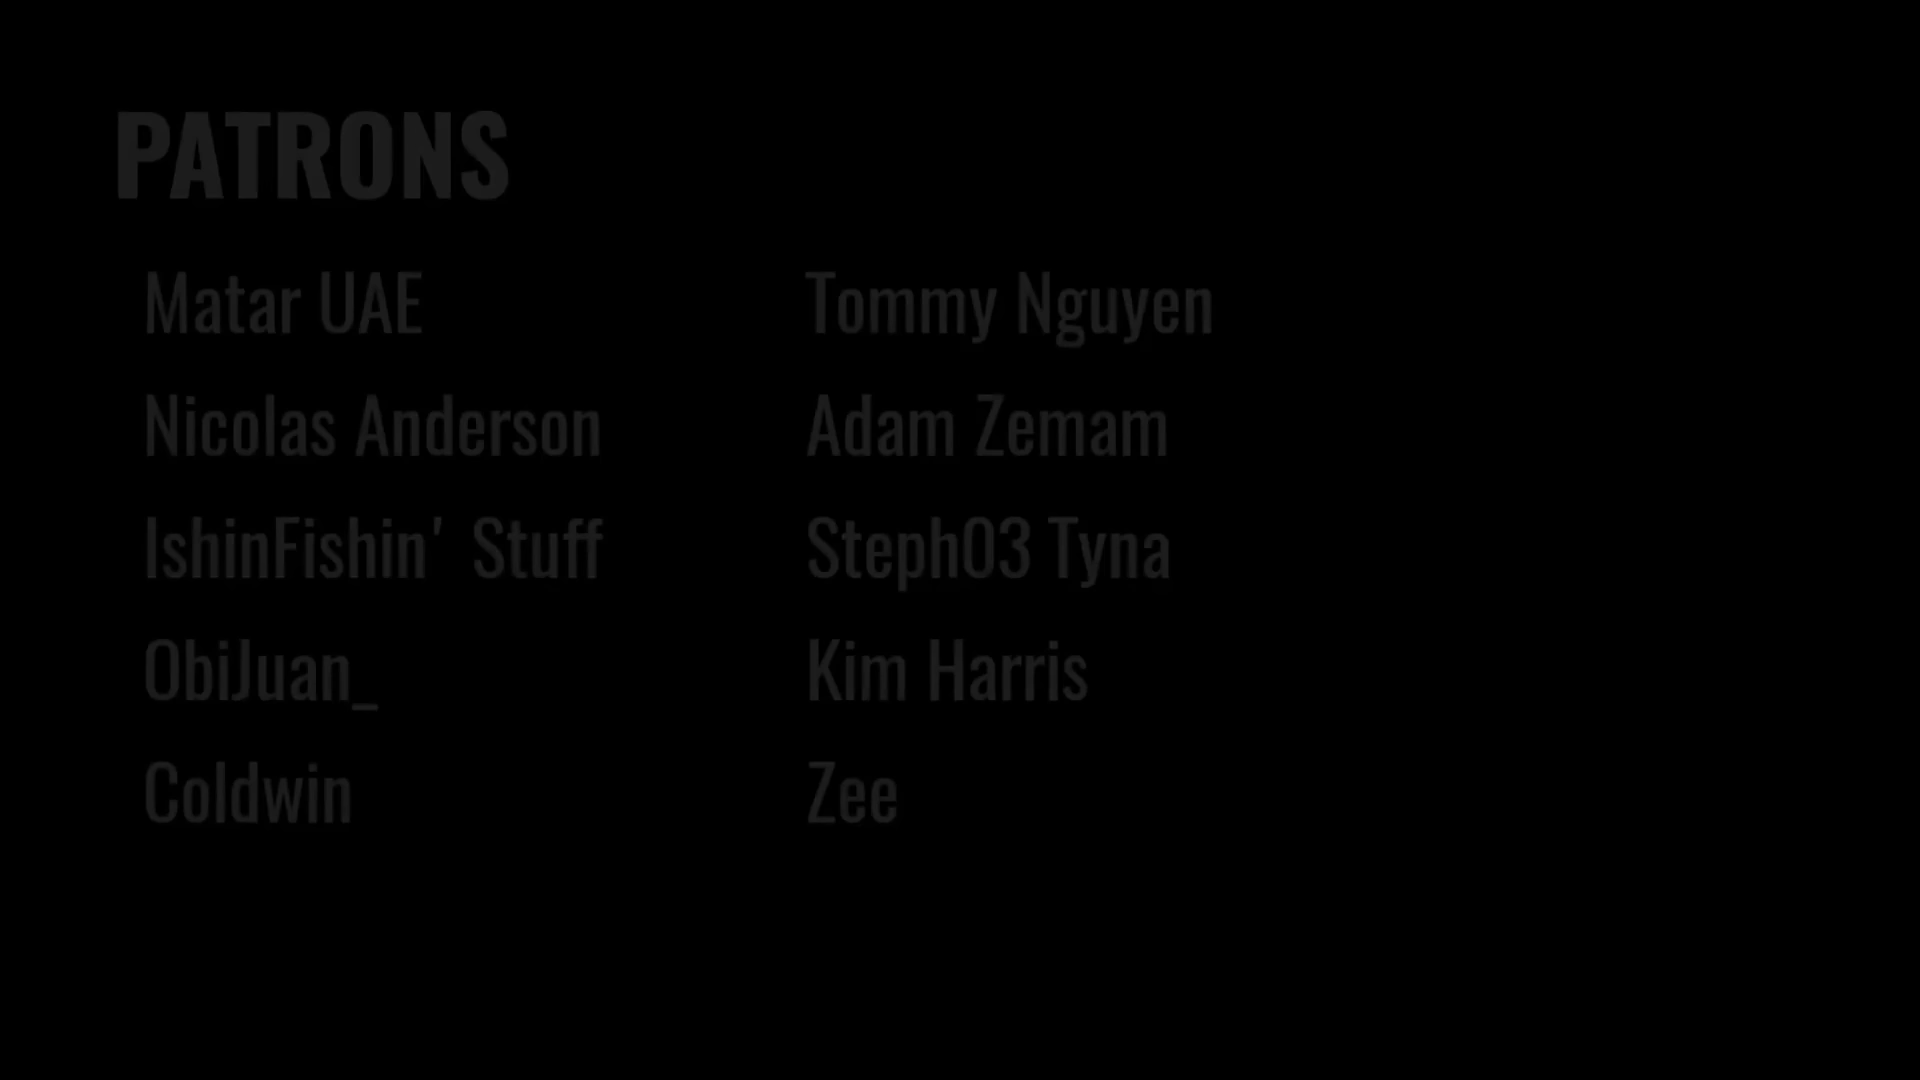 PATRONS
Matar UAE
Nicolas Anderson
IshinFishin' Stuff
ObiJuan_
Coldwin
Tommy Nguyen
Adam Zemam
Steph03 Tyna
Kim Harris
Zee